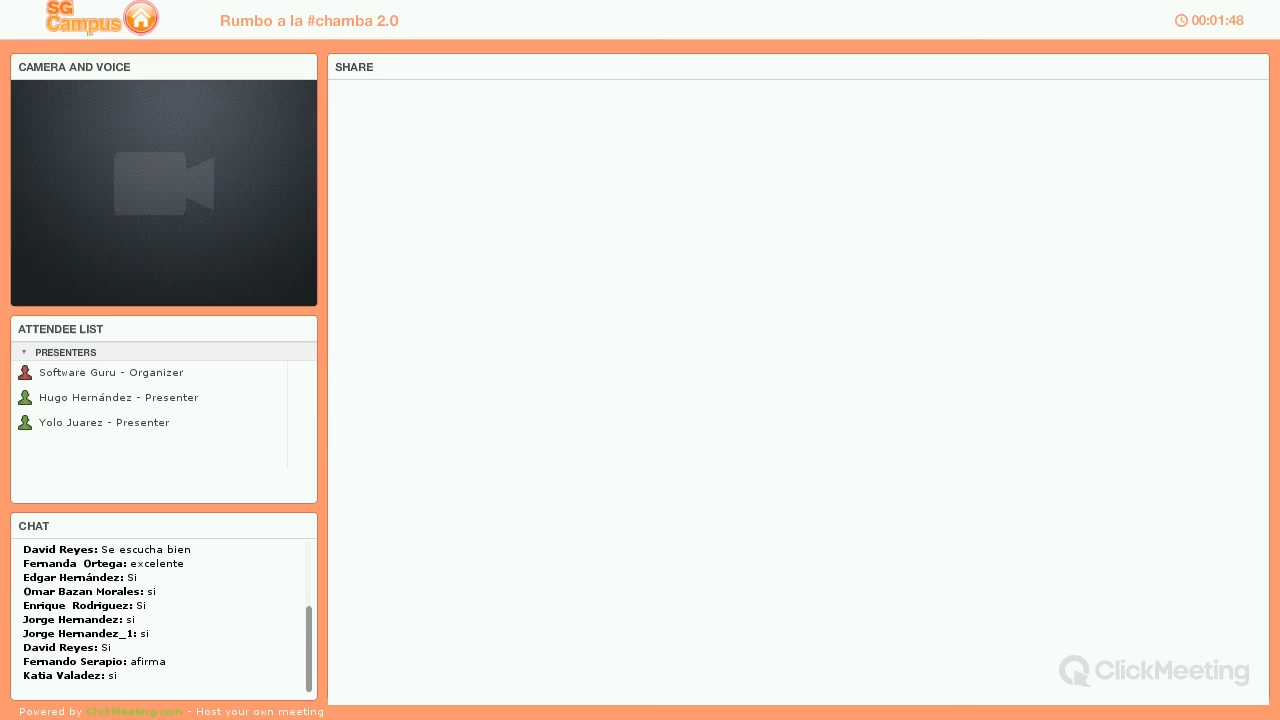 SG
Campus
Rumbo a la #chamba 2.0
00:01:48
CAMERA AND VOICE
SHARE
ATTENDEE LIST
PRESENTERS
Software Guru - Organizer
Hugo Hernández - Presenter
Yolo Juarez - Presenter
CHAT
David Reyes: Se escucha bien
Fernanda Ortega: excelente
Edgar Hernández: Si
Omar Bazan Morales: si
Enrique Rodriguez: Si
Jorge Hernandez: si
Jorge Hernandez_1: si
David Reyes: Si
Fernando Serapio: afirma
Katia Valadez: si
ClickMeeting
Powered by ClickMeeting.com - Host your own meeting